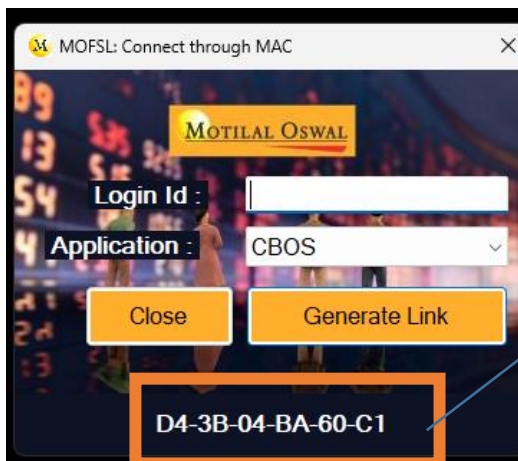 MOFSL: Connect through MAC
MOTILAL OSWAL
Login Id :
Application :
CBOS
Close
Generate Link
D4-3B-04-BA-60-C1